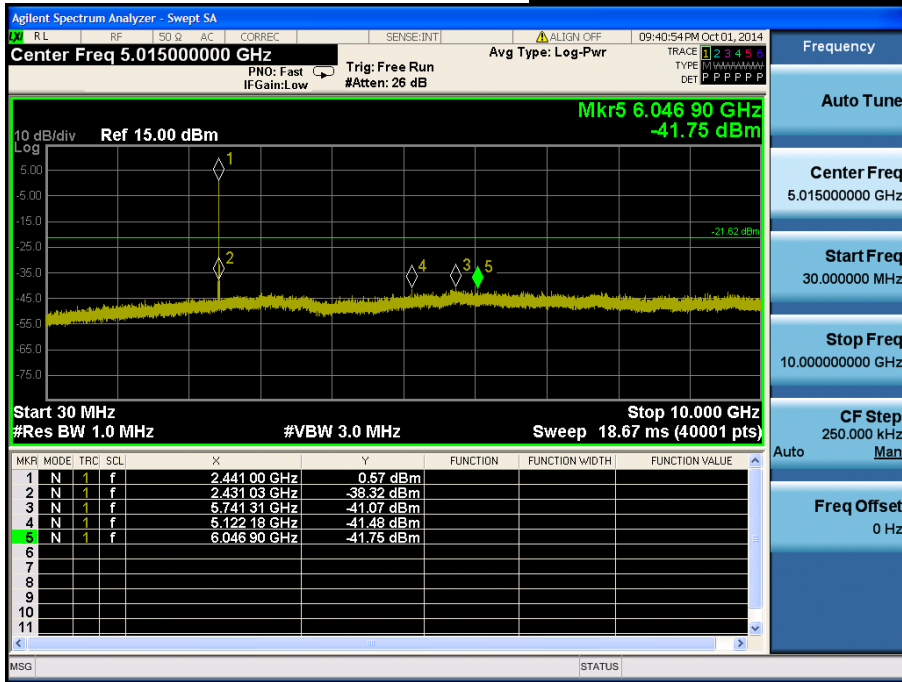 Agilent Spectrum Analyzer - Swept SA
LXI RL RF 50 Ω AC CORREC SENSE:INT ALIGN OFF 09:40:54 PM Oct 01, 2014
Center Freq 5.015000000 GHz
PNO: Fast
IFGain:Low
Trig: Free Run
#Atten: 26 dB
Avg Type: Log-Pwr
TRACE 1 2 3 4 5 6
TYPE M
DET P P P P P P
Mkr5 6.046 90 GHz
-41.75 dBm
10 dB/div Ref 15.00 dBm
Log
1
5.00
-5.00
-15.0
-21.62 dBm
-25.0
2
4 3 5
-35.0
-45.0
-55.0
-65.0
-75.0
Start 30 MHz Stop 10.000 GHz
#Res BW 1.0 MHz #VBW 3.0 MHz Sweep 18.67 ms (40001 pts)
MKR MODE TRC SCL X Y FUNCTION FUNCTION WIDTH FUNCTION VALUE
1 N 1 f 2.441 00 GHz 0.57 dBm
2 N 1 f 2.431 03 GHz -38.32 dBm
3 N 1 f 5.741 31 GHz -41.07 dBm
4 N 1 f 5.122 18 GHz -41.48 dBm
5 N 1 f 6.046 90 GHz -41.75 dBm
6
7
8
9
10
11
MSG STATUS
Frequency
Auto Tune
Center Freq
5.015000000 GHz
Start Freq
30.000000 MHz
Stop Freq
10.000000000 GHz
CF Step
250.000 kHz
Auto Man
Freq Offset
0 Hz